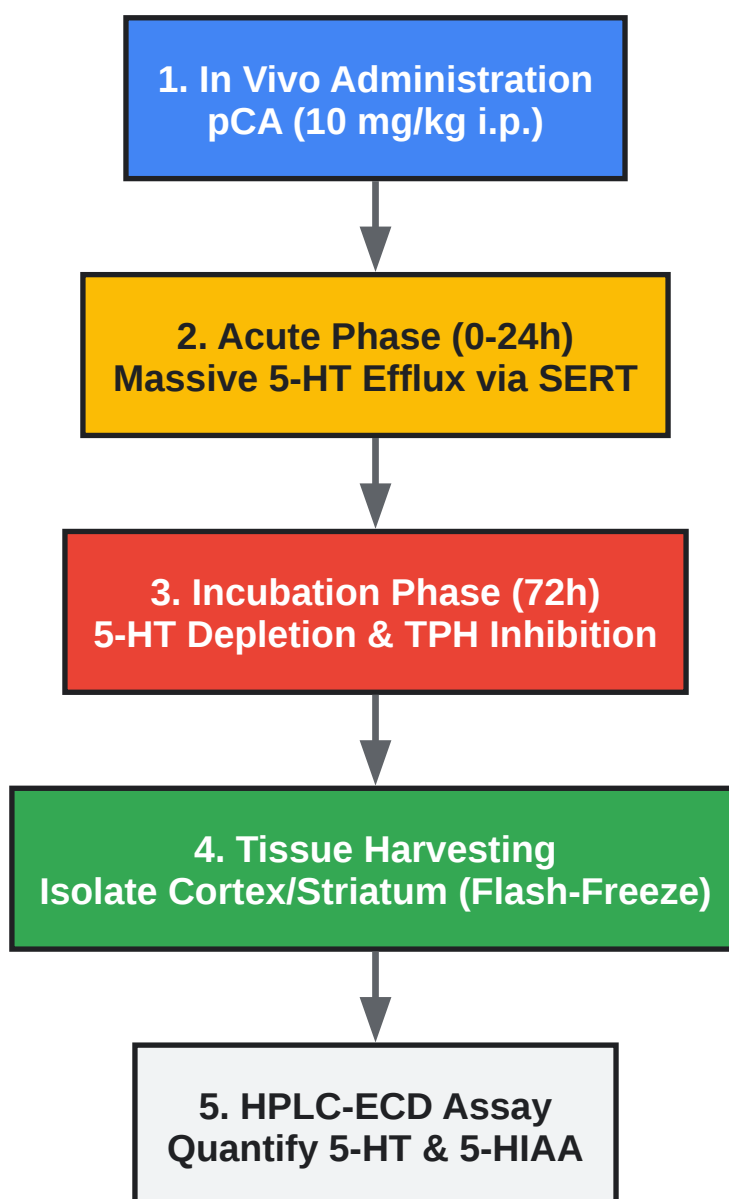 1. In Vivo Administration
pCA (10 mg/kg i.p.)
2. Acute Phase (0-24h)
Massive 5-HT Efflux via SERT
3. Incubation Phase (72h)
5-HT Depletion & TPH Inhibition
4. Tissue Harvesting
Isolate Cortex/Striatum (Flash-Freeze)
5. HPLC-ECD Assay
Quantify 5-HT & 5-HIAA